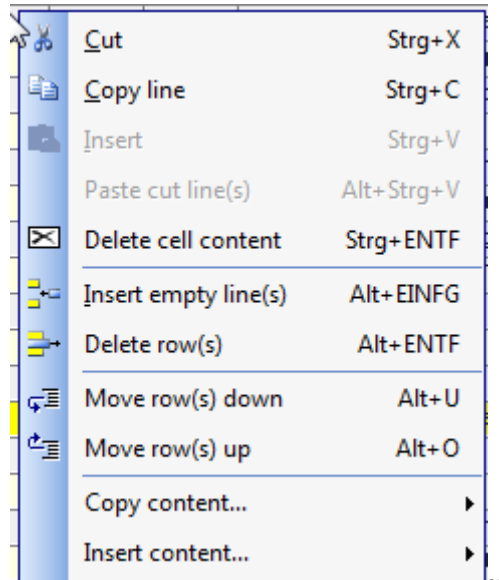 Cut Strg+X
Copy line Strg+C
Insert Strg+V
Paste cut line(s) Alt+Strg+V
Delete cell content Strg+ENTF
Insert empty line(s) Alt+EINFG
Delete row(s) Alt+ENTF
Move row(s) down Alt+U
Move row(s) up Alt+O
Copy content...
Insert content...